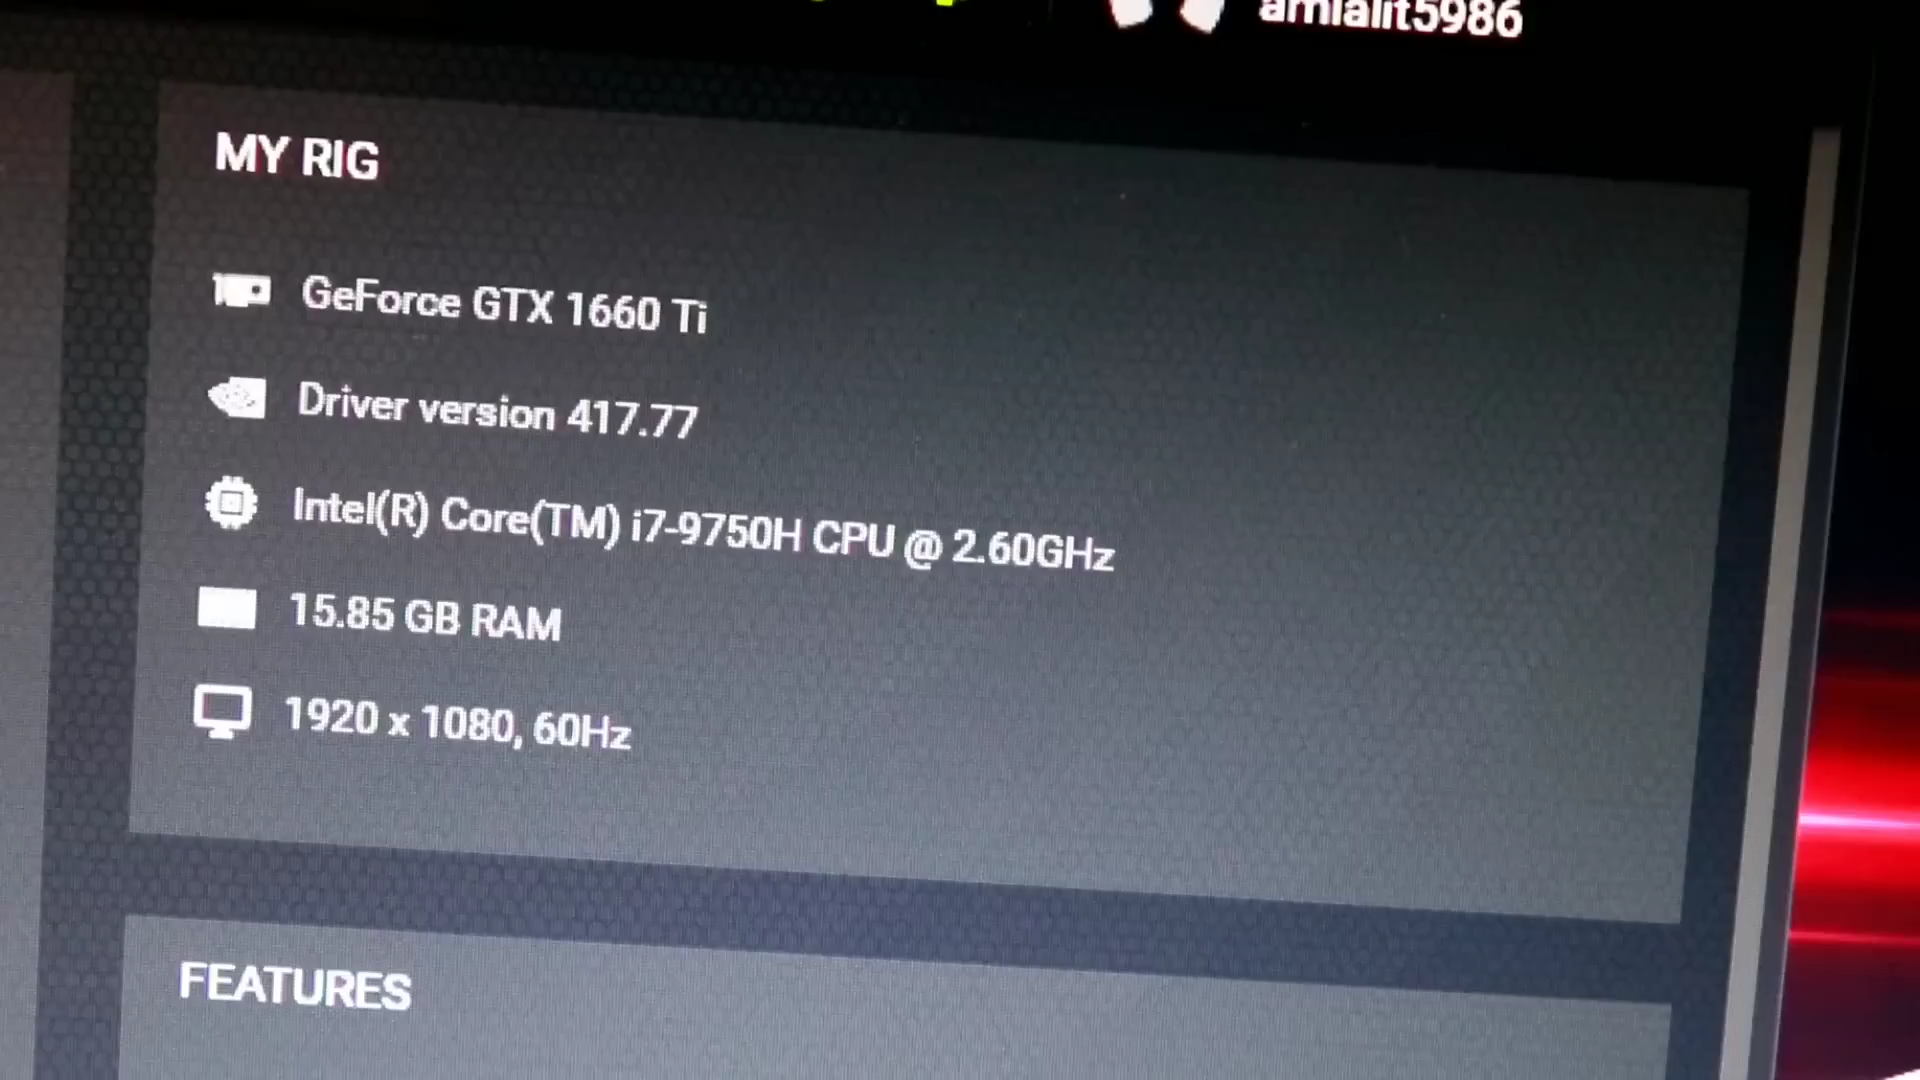 amialit5986
MY RIG
GeForce GTX 1660 Ti
Driver version 417.77
Intel(R) Core(TM) i7-9750H CPU @ 2.60GHz
15.85 GB RAM
1920 x 1080, 60Hz
FEATURES